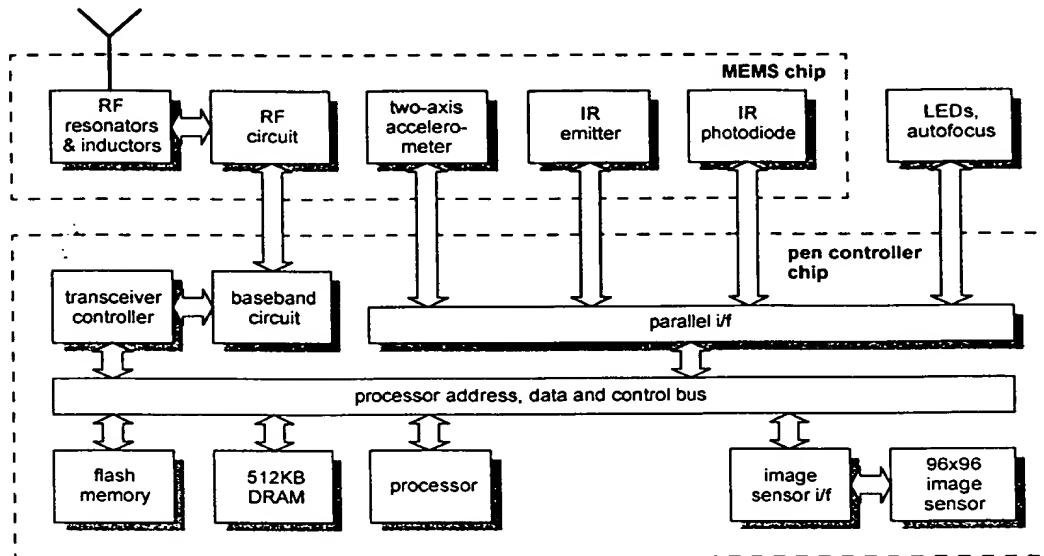 MEMS chip
RF
resonators
& inductors
RF
circuit
two-axis
accelero-
meter
IR
emitter
IR
photodiode
LEDs,
autofocus
pen controller
chip
transceiver
controller
baseband
circuit
parallel i/f
processor address, data and control bus
flash
memory
512KB
DRAM
processor
image
sensor i/f
96x96
image
sensor